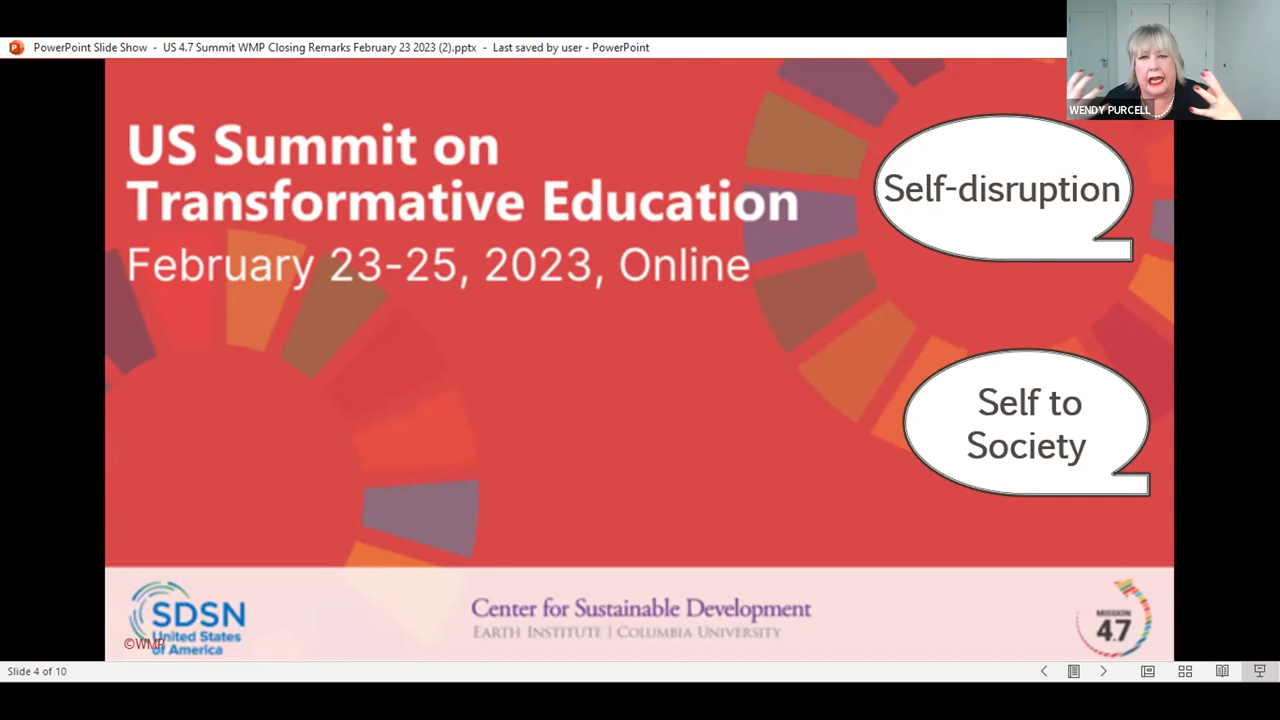 PowerPoint Slide Show - US 4.7 Summit WMP Closing Remarks February 23 2023 (2).pptx - Last saved by user - PowerPoint
WENDY PURCELL
US Summit on
Transformative Education
February 23-25, 2023, Online
Self-disruption
Self to
Society
SDSN
United States
of America
©WMP
Center for Sustainable Development
EARTH INSTITUTE | COLUMBIA UNIVERSITY
MISSION
4.7
Slide 4 of 10